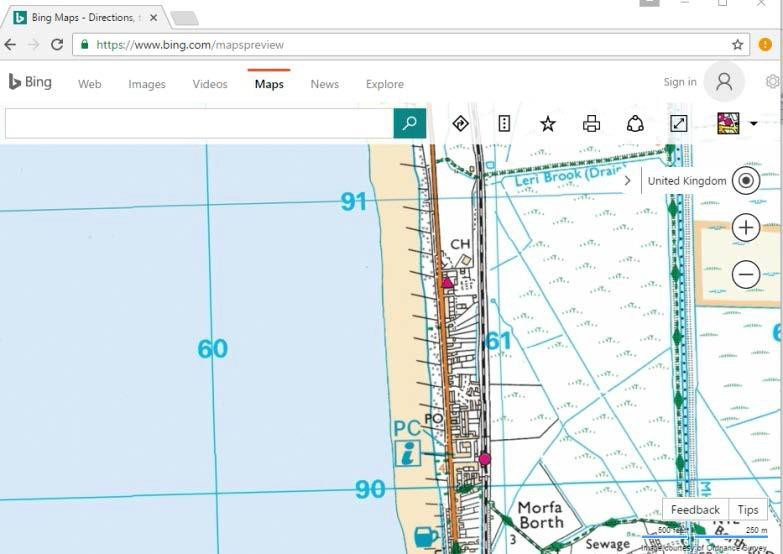 Bing Maps - Directions, t
https://www.bing.com/mapspreview
Bing
Web
Images
Videos
Maps
News
Explore
Sign in
Leri Brook (Drain
United Kingdom
91
CH
60
61
PO
PC
i
4
90
Morfa
Borth
3
Sewage
Feedback
Tips
500 feet
250 m
Image courtesy of Ordnance Survey